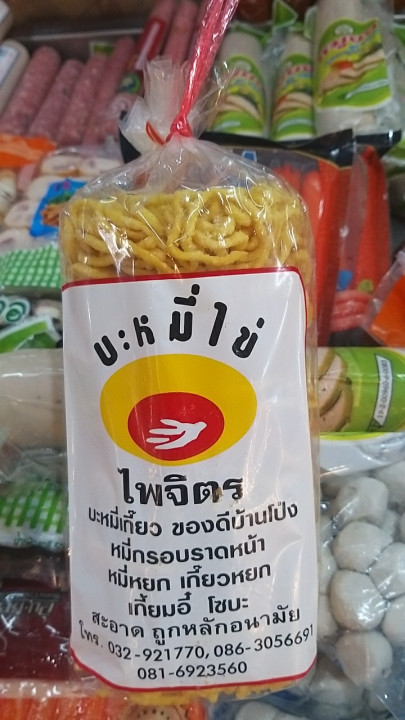 บะหมี่ไข่
ไพจิตร
บะหมี่เกี๊ยว ของดีบ้านโป่ง
หมี่กรอบราดหน้า
หมี่หยก เกี๊ยวหยก
เกี้ยมอี๋ โซบะ
สะอาด ถูกหลักอนามัย
โทร. 032-921770, 086-3056691
081-6923560